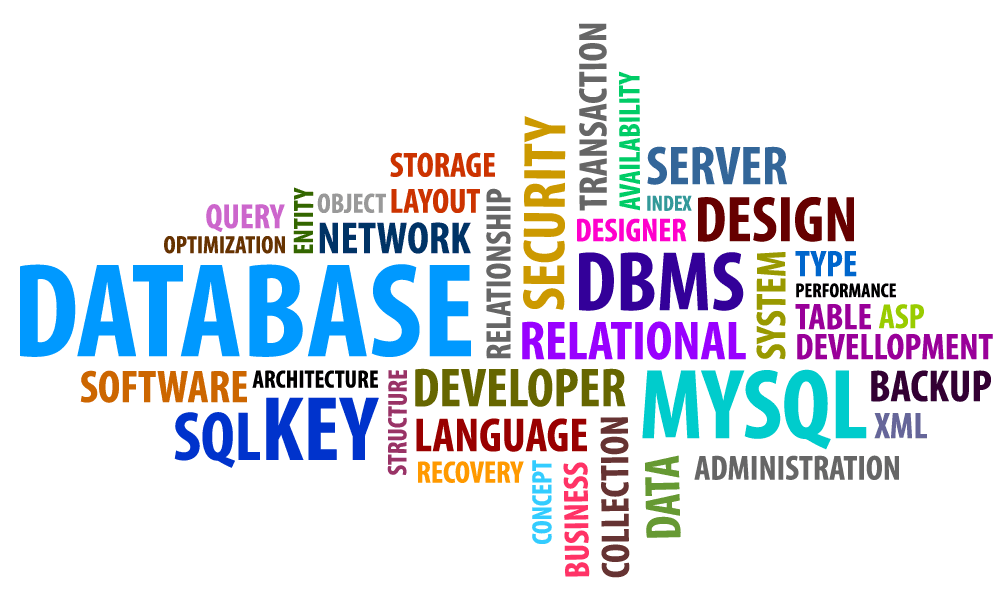 TRANSACTION
AVAILABILITY
SECURITY
SERVER
STORAGE
INDEX
OBJECT
LAYOUT
ENTITY
RELATIONSHIP
QUERY
DESIGNER
DESIGN
OPTIMIZATION
NETWORK
DATABASE
DBMS
SYSTEM
TYPE
PERFORMANCE
TABLE
ASP
RELATIONAL
DEVELLOPMENT
SOFTWARE
ARCHITECTURE
STRUCTURE
DEVELOPER
MYSQL
BACKUP
SQL
KEY
LANGUAGE
COLLECTION
XML
RECOVERY
CONCEPT
BUSINESS
DATA
ADMINISTRATION